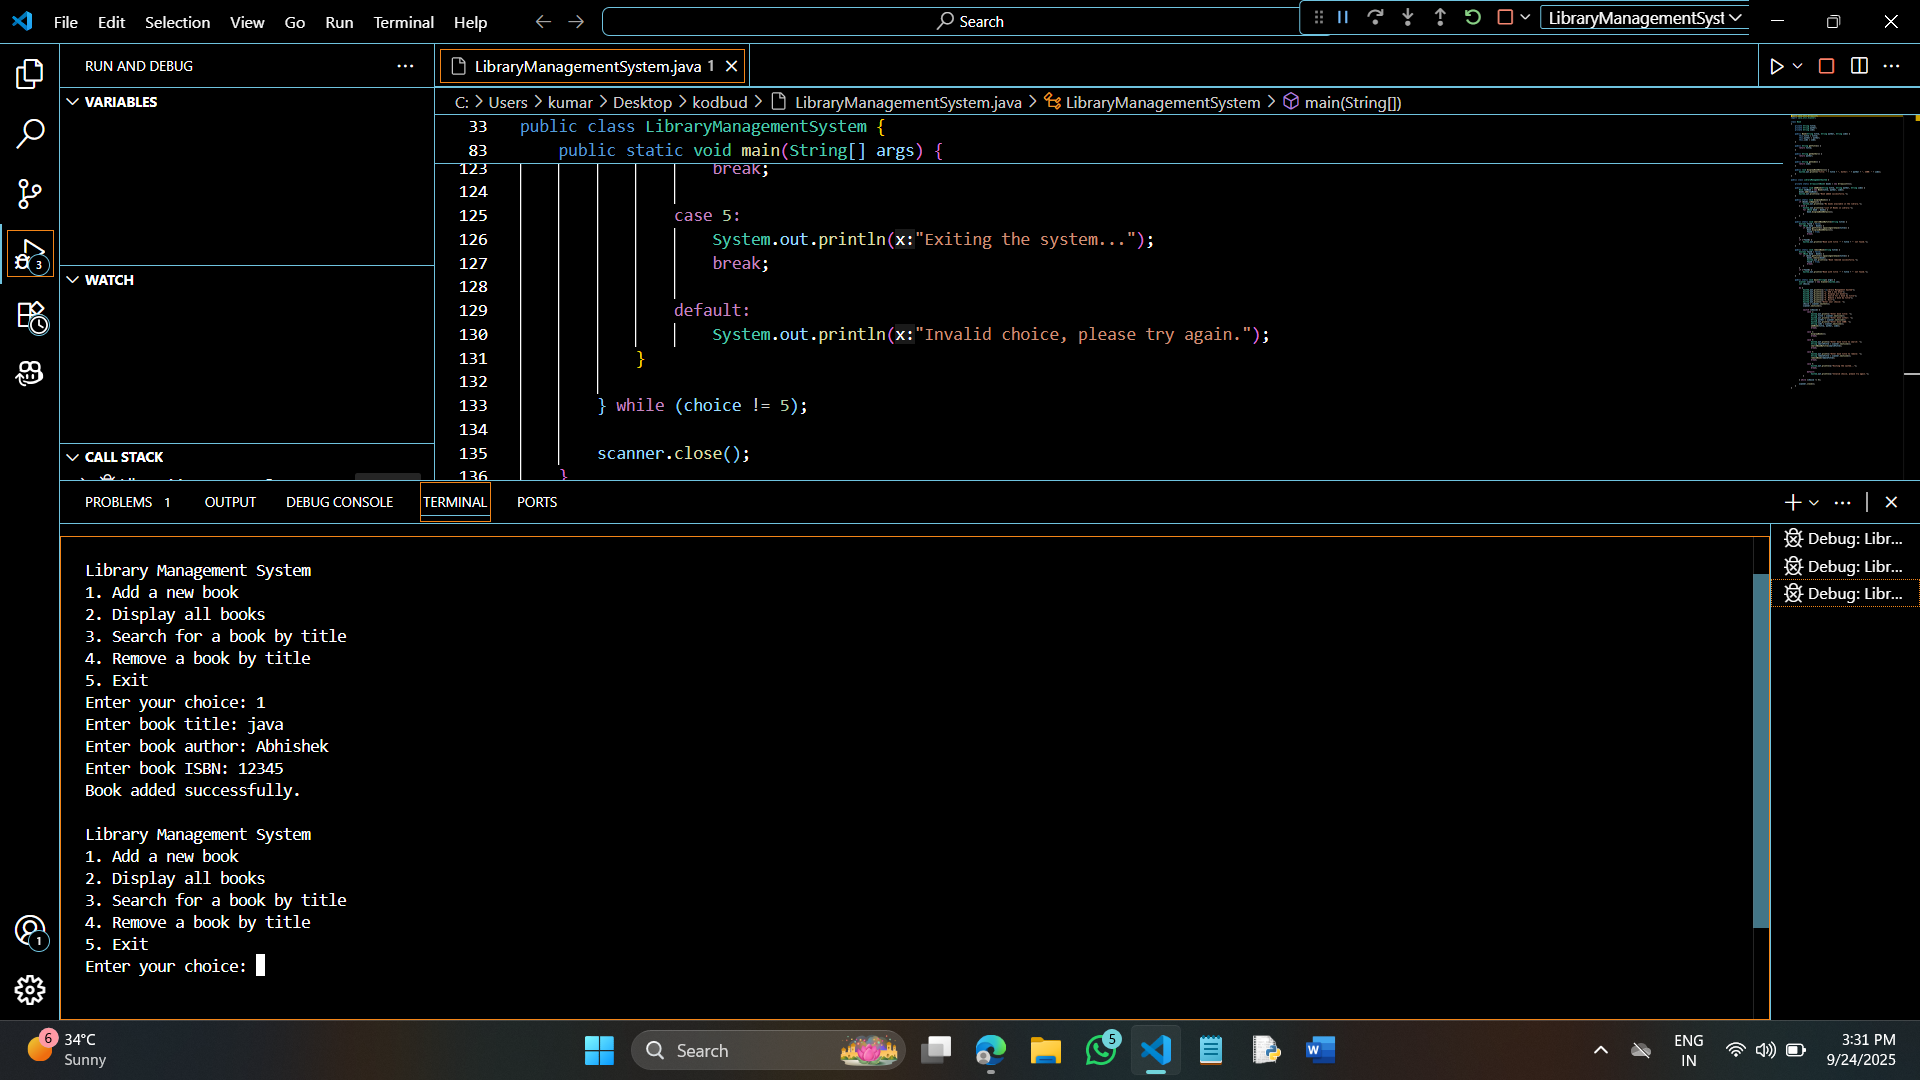 File Edit Selection View Go Run Terminal Help
Search
LibraryManagementSyst
RUN AND DEBUG
LibraryManagementSystem.java 1
VARIABLES
C: > Users > kumar > Desktop > kodbud > LibraryManagementSystem.java > LibraryManagementSystem > main(String[])
33 public class LibraryManagementSystem {
83 public static void main(String[] args) {
123 break;
124
125 case 5:
126 System.out.println(x:"Exiting the system...");
127 break;
128
129 default:
130 System.out.println(x:"Invalid choice, please try again.");
131 }
132
133 } while (choice != 5);
134
135 scanner.close();
136 }
3
WATCH
CALL STACK
PROBLEMS 1 OUTPUT DEBUG CONSOLE TERMINAL PORTS
Library Management System
1. Add a new book
2. Display all books
3. Search for a book by title
4. Remove a book by title
5. Exit
Enter your choice: 1
Enter book title: java
Enter book author: Abhishek
Enter book ISBN: 12345
Book added successfully.
Library Management System
1. Add a new book
2. Display all books
3. Search for a book by title
4. Remove a book by title
5. Exit
Enter your choice:
Debug: Libr...
Debug: Libr...
Debug: Libr...
1
6
34°C
Sunny
Search
5
ENG
IN
3:31 PM
9/24/2025